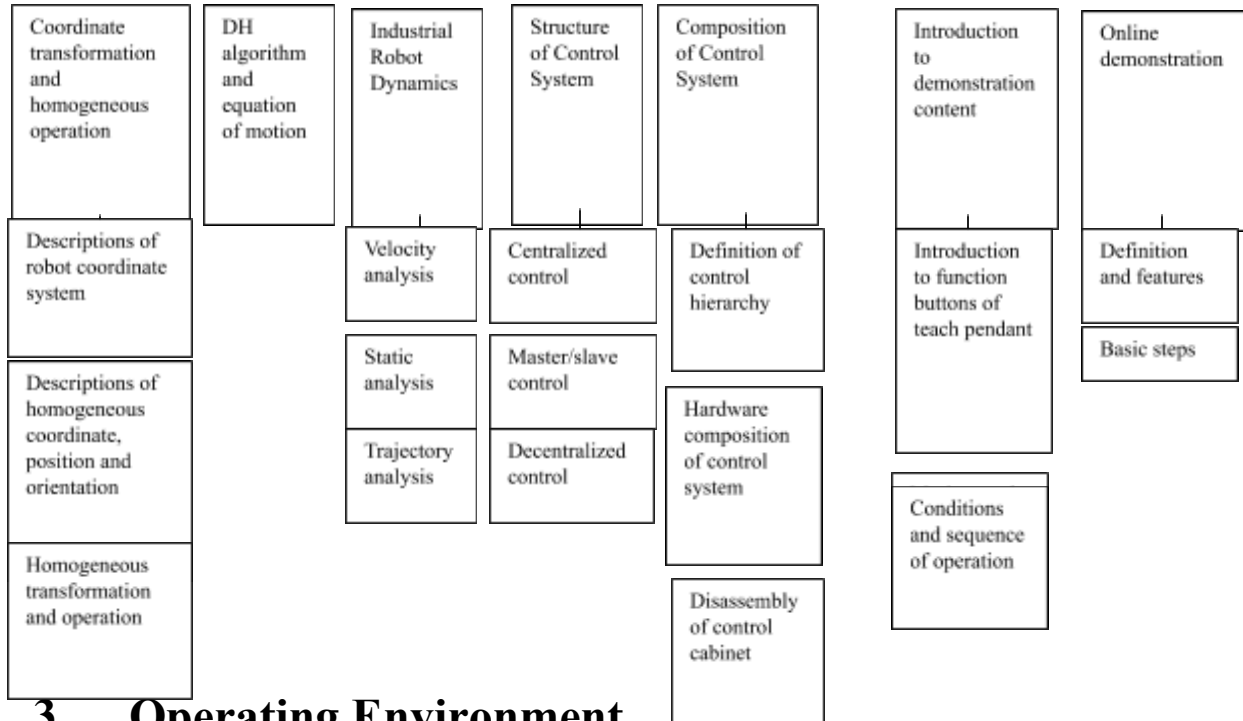 Coordinate
transformation
and
homogeneous
operation
DH
algorithm
and
equation
of motion
Industrial
Robot
Dynamics
Structure
of Control
System
Composition
of Control
System
Introduction
to
demonstration
content
Online
demonstration
Descriptions of
robot coordinate
system
Descriptions of
homogeneous
coordinate,
position and
orientation
Homogeneous
transformation
and operation
Velocity
analysis
Static
analysis
Trajectory
analysis
Centralized
control
Master/slave
control
Decentralized
control
Definition of
control
hierarchy
Hardware
composition
of control
system
Disassembly
of control
cabinet
Introduction
to function
buttons of
teach pendant
Conditions
and sequence
of operation
Definition
and features
Basic steps
3 Operating Environment